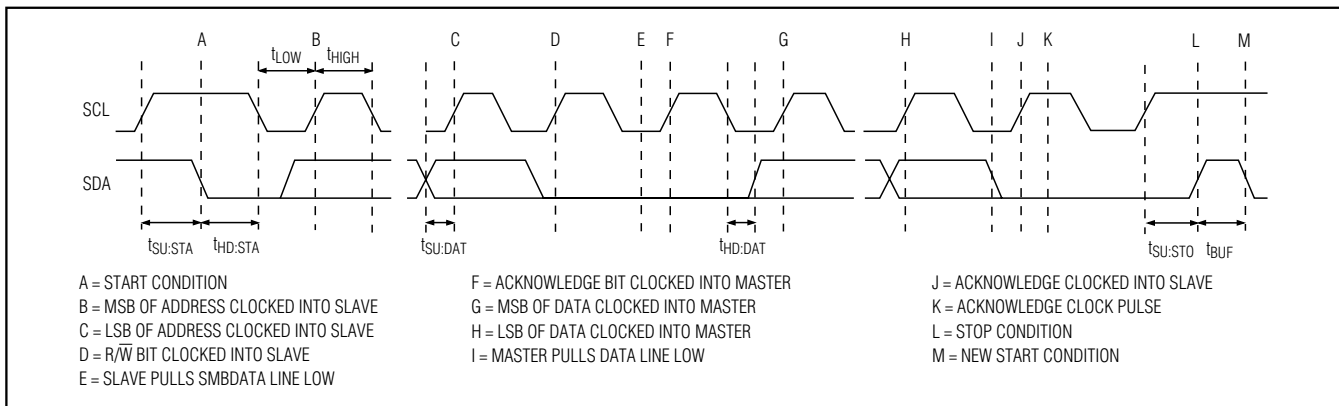 A B C D E F G H I J K L M
tLOW tHIGH
SCL
SDA
tSU:STA tHD:STA tSU:DAT tHD:DAT tSU:STO tBUF
A = START CONDITION
B = MSB OF ADDRESS CLOCKED INTO SLAVE
C = LSB OF ADDRESS CLOCKED INTO SLAVE
D = R/W̅ BIT CLOCKED INTO SLAVE
E = SLAVE PULLS SMBDATA LINE LOW
F = ACKNOWLEDGE BIT CLOCKED INTO MASTER
G = MSB OF DATA CLOCKED INTO MASTER
H = LSB OF DATA CLOCKED INTO MASTER
I = MASTER PULLS DATA LINE LOW
J = ACKNOWLEDGE CLOCKED INTO SLAVE
K = ACKNOWLEDGE CLOCK PULSE
L = STOP CONDITION
M = NEW START CONDITION